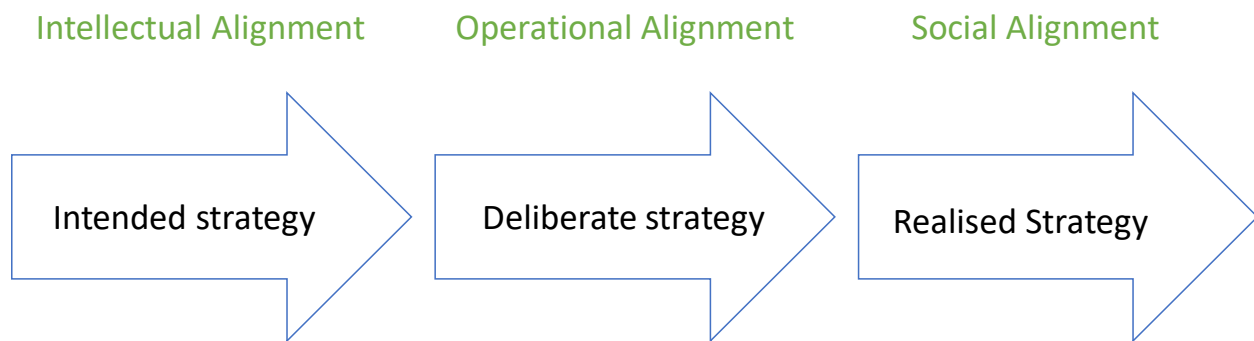 Intellectual Alignment
Operational Alignment
Social Alignment
Intended strategy
Deliberate strategy
Realised Strategy